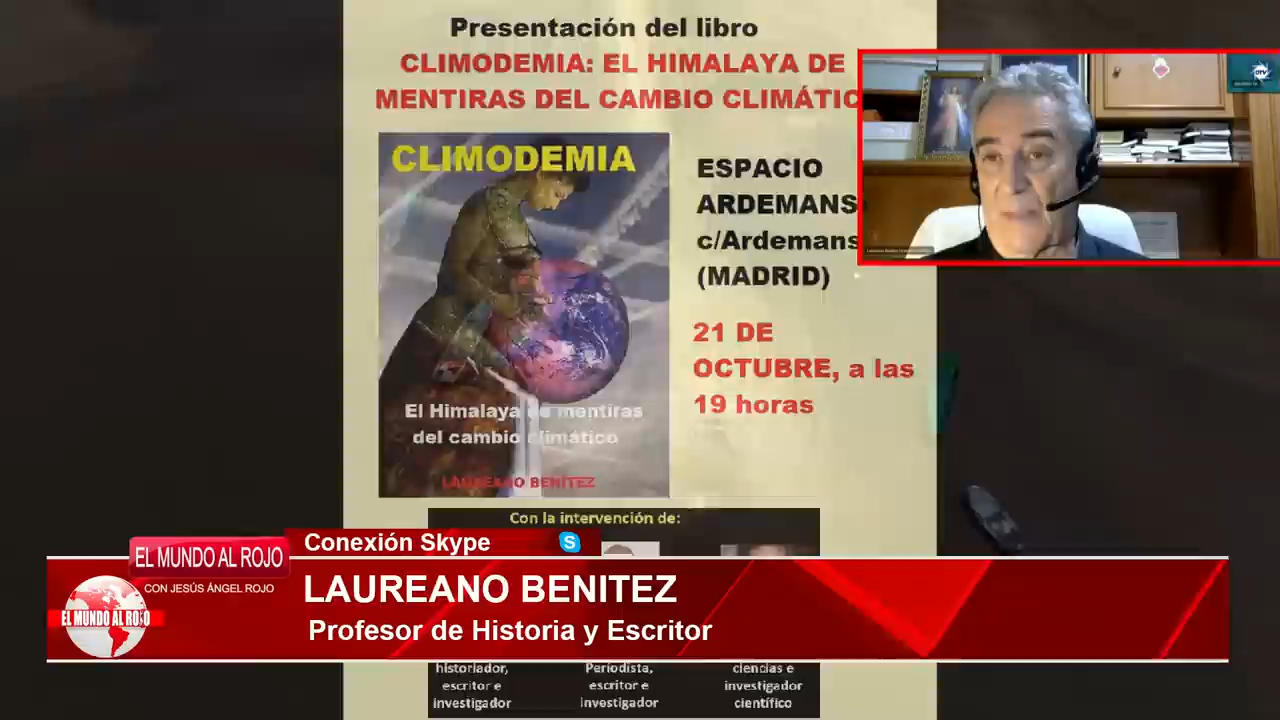 Presentación del libro
CLIMODEMIA: EL HIMALAYA DE
MENTIRAS DEL CAMBIO CLIMÁTIC
CLIMODEMIA
El Himalaya de mentiras
del cambio climático
LAUREANO BENÍTEZ
ESPACIO
ARDEMANS
c/Ardemans
(MADRID)
21 DE
OCTUBRE, a las
19 horas
Con la intervención de:
Conexión Skype
EL MUNDO AL ROJO
CON JESÚS ÁNGEL ROJO
EL MUNDO AL ROJO
LAUREANO BENITEZ
Profesor de Historia y Escritor
historiador,
escritor e
investigador
Periodista,
escritor e
investigador
ciencias e
investigador
científico